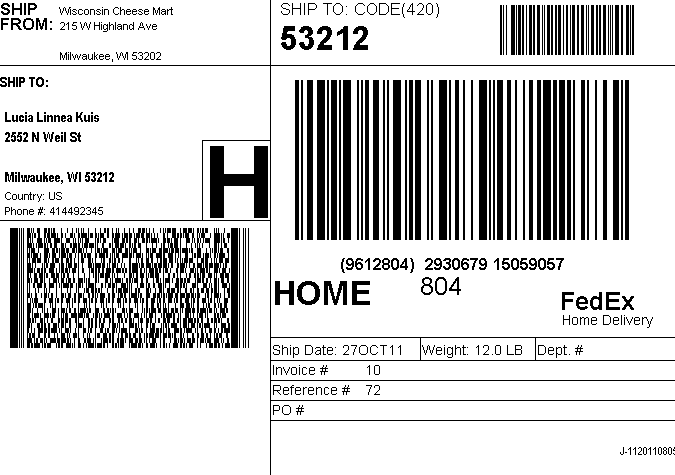 SHIP FROM:
Wisconsin Cheese Mart
215 W Highland Ave
Milwaukee, WI 53202
SHIP TO: CODE(420)
53212
SHIP TO:
Lucia Linnea Kuis
2552 N Weil St
Milwaukee, WI 53212
Country: US
Phone #: 414492345
H
(9612804) 2930679 15059057
HOME
804
FedEx
Home Delivery
Ship Date: 27OCT11 Weight: 12.0 LB Dept. #
Invoice # 10
Reference # 72
PO #
J-1120110805